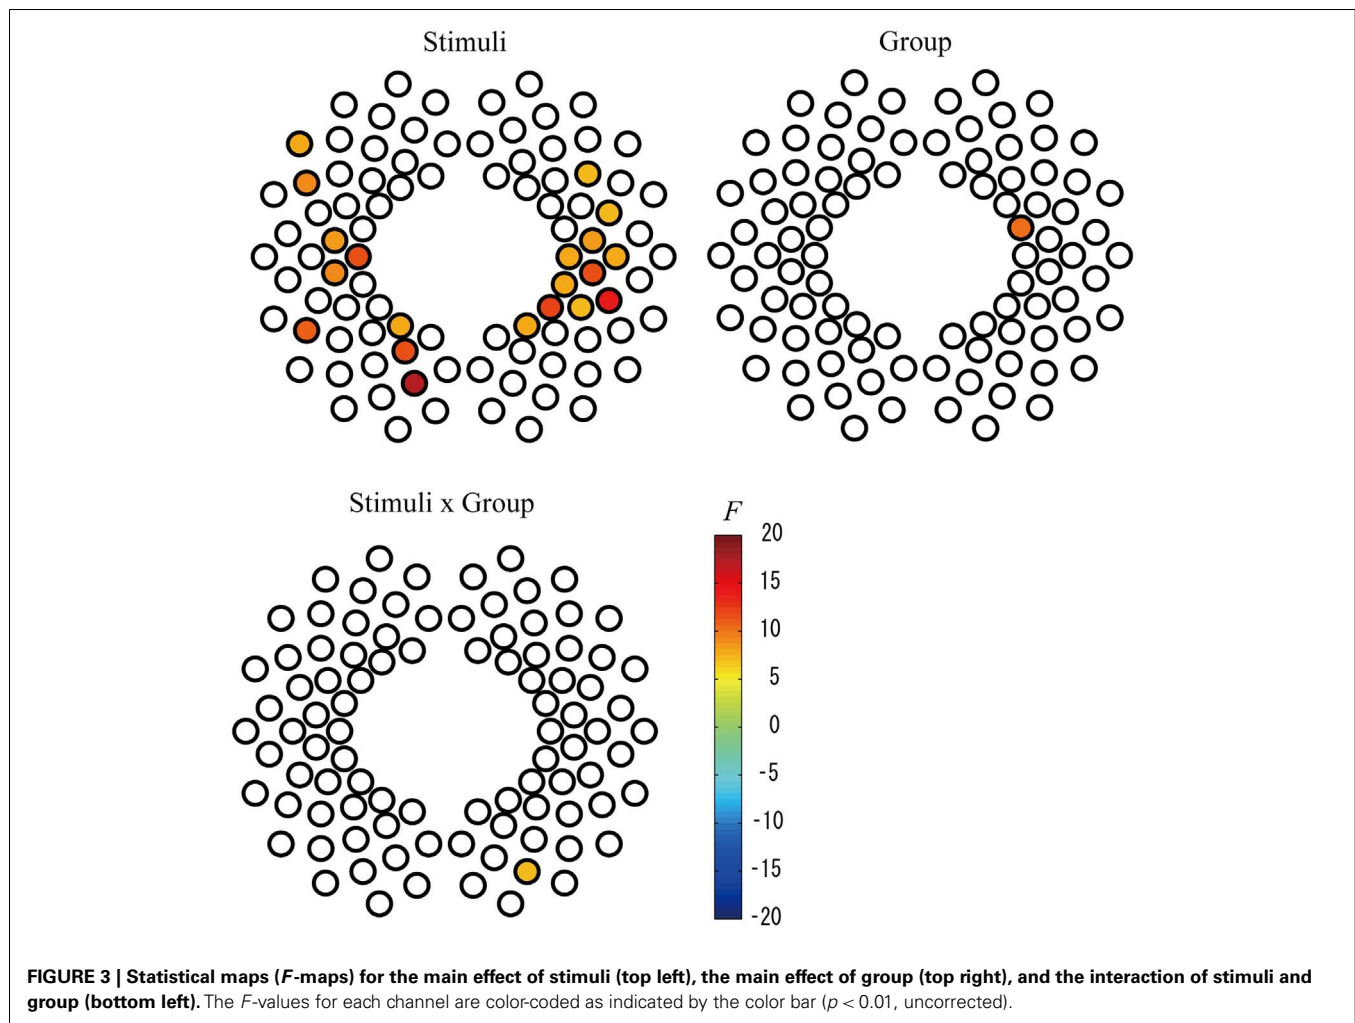 Stimuli
Group
Stimuli x Group
F
20
15
10
5
0
-5
-10
-15
-20
FIGURE 3 | Statistical maps (F-maps) for the main effect of stimuli (top left), the main effect of group (top right), and the interaction of stimuli and
group (bottom left). The F-values for each channel are color-coded as indicated by the color bar (p < 0.01, uncorrected).